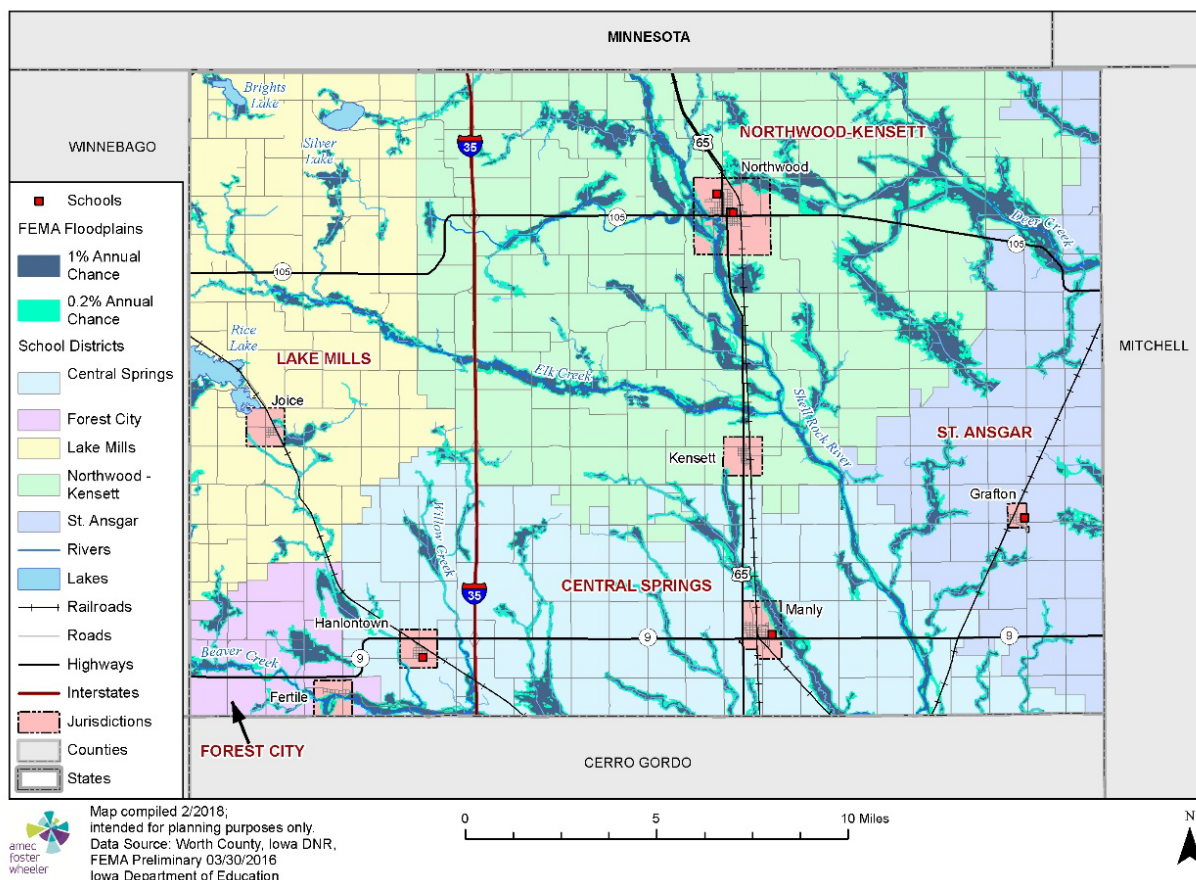 MINNESOTA
WINNEBAGO
Brights
Lake
Silver
Lake
35
65
NORTHWOOD-KENSETT
Northwood
105
105
105
Deer Creek
Schools
FEMA Floodplains
1% Annual
Chance
0.2% Annual
Chance
School Districts
Central Springs
Forest City
Lake Mills
Northwood -
Kensett
St. Ansgar
Rivers
Lakes
Railroads
Roads
Highways
Interstates
Jurisdictions
Counties
States
Rice
Lake
LAKE MILLS
Joice
Elk Creek
Shell Rock River
MITCHELL
Kensett
ST. ANSGAR
Grafton
Willow Creek
35
CENTRAL SPRINGS
65
Manly
Hanlontown
9
9
9
Beaver Creek
Fertile
FOREST CITY
CERRO GORDO
amec
foster
wheeler
Map compiled 2/2018;
intended for planning purposes only.
Data Source: Worth County, Iowa DNR,
FEMA Preliminary 03/30/2016
Iowa Department of Education
0 5 10 Miles
N